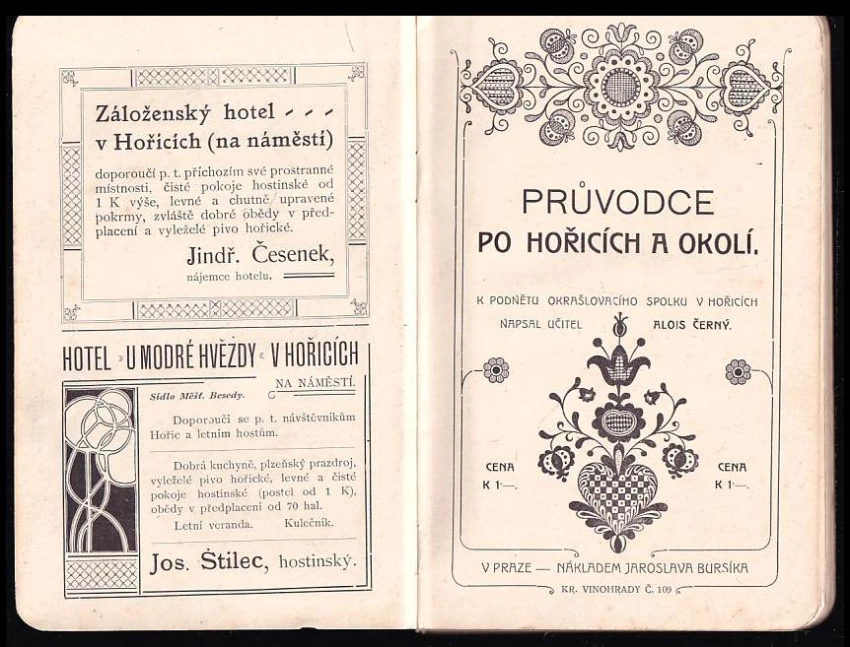 Záloženský hotel - - -
v Hořicích (na náměstí)
doporoučí p. t. příchozím své prostranné
místnosti, čisté pokoje hostinské od
1 K výše, levné a chutně upravené
pokrmy, zvláště dobré obědy v před-
placení a vyleželé pivo hořické.
Jindř. Česenek,
nájemce hotelu.
HOTEL »U MODRÉ HVĚZDY« V HOŘICÍCH
NA NÁMĚSTÍ.
Sídlo Měšť. Besedy.
Doporoučí se p. t. návštěvníkům
Hořic a letním hostům.
Dobrá kuchyně, plzeňský prazdroj,
vyleželé pivo hořické, levné a čisté
pokoje hostinské (postel od 1 K),
obědy v předplacení od 70 hal.
Letní veranda. Kulečník.
Jos. Štilec, hostinský.
PRŮVODCE
PO HOŘICÍCH A OKOLÍ.
K PODNĚTU OKRAŠLOVACÍHO SPOLKU V HOŘICÍCH
NAPSAL UČITEL ALOIS ČERNÝ.
CENA
K 1·—.
CENA
K 1·—.
V PRAZE — NÁKLADEM JAROSLAVA BURSÍKA
KR. VINOHRADY Č. 109